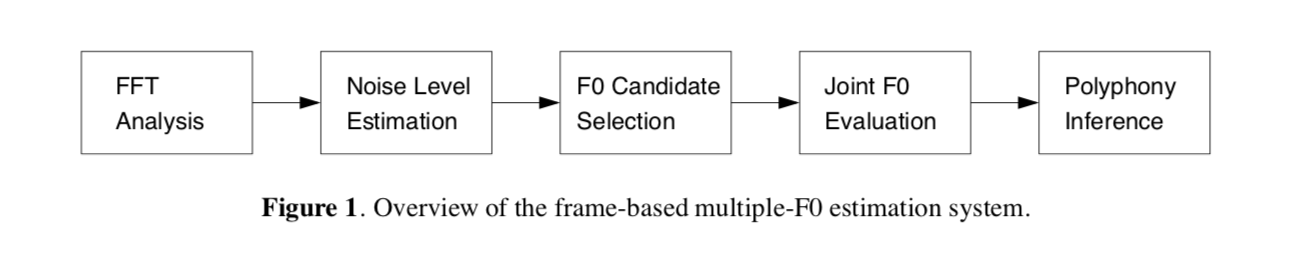 FFT
Analysis
Noise Level
Estimation
F0 Candidate
Selection
Joint F0
Evaluation
Polyphony
Inference
Figure 1. Overview of the frame-based multiple-F0 estimation system.